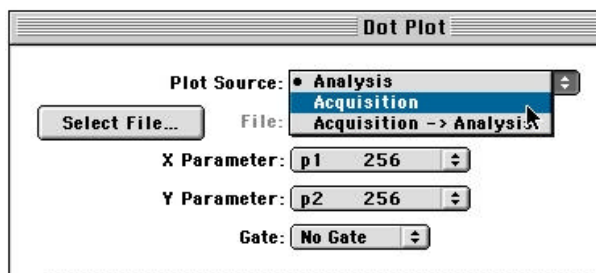 Dot Plot
Plot Source: • Analysis
Acquisition
Select File... File: Acquisition -> Analysis
X Parameter: p1 256
Y Parameter: p2 256
Gate: No Gate